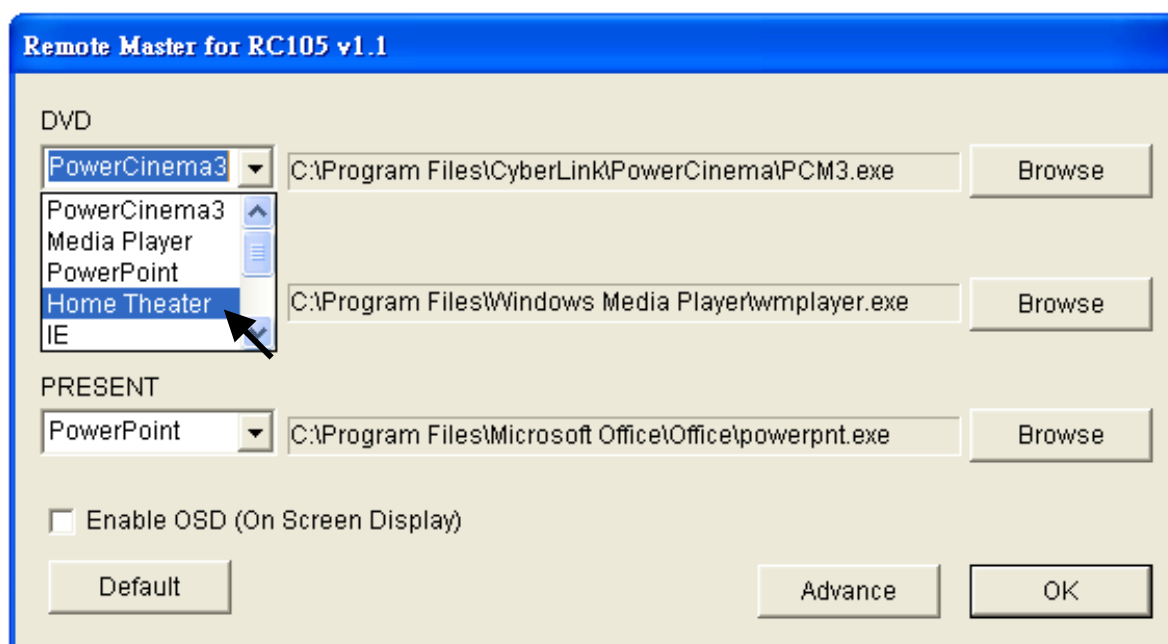 Remote Master for RC105 v1.1
DVD
PowerCinema3 C:\Program Files\CyberLink\PowerCinema\PCM3.exe Browse
PowerCinema3
Media Player
PowerPoint
Home Theater C:\Program Files\Windows Media Player\wmplayer.exe Browse
IE
PRESENT
PowerPoint C:\Program Files\Microsoft Office\Office\powerpnt.exe Browse
Enable OSD (On Screen Display)
Default Advance OK